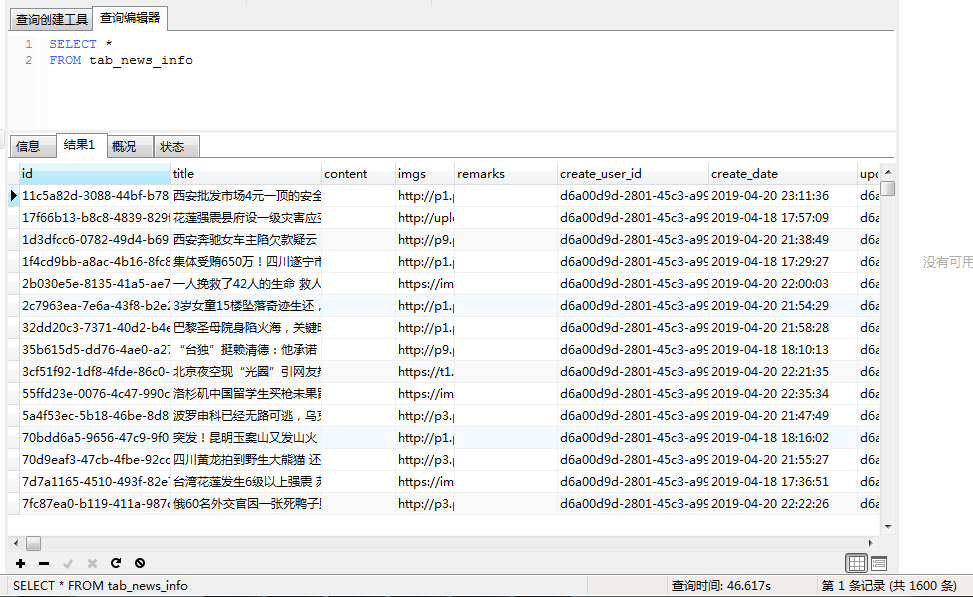 查询创建工具 查询编辑器
1 SELECT *
2 FROM tab_news_info
信息 结果1 概况 状态
id title content imgs remarks create_user_id create_date upd
11c5a82d-3088-44bf-b78 西安批发市场4元一顶的安全 http://p1.p d6a00d9d-2801-45c3-a99 2019-04-20 23:11:36 d6a
17f66b13-b8c8-4839-829 花莲强震县府设一级灾害应变 http://uplo d6a00d9d-2801-45c3-a99 2019-04-18 17:57:09 d6a
1d3dfcc6-0782-49d4-b69 西安奔驰女车主陷欠款疑云 http://p9.p d6a00d9d-2801-45c3-a99 2019-04-20 21:38:49 d6a
1f4cd9bb-a8ac-4b16-8fc8 集体受贿650万！四川遂宁市 http://p1.p d6a00d9d-2801-45c3-a99 2019-04-18 17:29:27 d6a
2b030e5e-8135-41a5-ae7 一人挽救了42人的生命 救人 https://im d6a00d9d-2801-45c3-a99 2019-04-20 22:00:03 d6a
2c7963ea-7e6a-43f8-b2e2 3岁女童15楼坠落奇迹生还， http://p1.p d6a00d9d-2801-45c3-a99 2019-04-20 21:54:29 d6a
32dd20c3-7371-40d2-b4e 巴黎圣母院身陷火海，关键时 http://p1.p d6a00d9d-2801-45c3-a99 2019-04-20 21:58:28 d6a
35b615d5-dd76-4ae0-a27 “台独”挺赖清德：他承诺 http://p9.p d6a00d9d-2801-45c3-a99 2019-04-18 18:10:13 d6a
3cf51f92-1df8-4fde-86c0- 北京夜空现“光圈”引网友热 https://t1. d6a00d9d-2801-45c3-a99 2019-04-20 22:21:35 d6a
55ffd23e-0076-4c47-990c 洛杉矶中国留学生买枪未果 https://im d6a00d9d-2801-45c3-a99 2019-04-20 22:35:34 d6a
5a4f53ec-5b18-46be-8d8 波罗申科已经无路可逃，乌克 http://p3.p d6a00d9d-2801-45c3-a99 2019-04-20 21:47:49 d6a
70bdd6a5-9656-47c9-9f0 突发！昆明玉案山又发山火 http://p1.p d6a00d9d-2801-45c3-a99 2019-04-18 18:16:02 d6a
70d9eaf3-47cb-4fbe-92cc 四川黄龙拍到野生大熊猫 还 http://p3.p d6a00d9d-2801-45c3-a99 2019-04-20 21:55:27 d6a
7d7a1165-4510-493f-82e 台湾花莲发生6级以上强震 https://im d6a00d9d-2801-45c3-a99 2019-04-18 17:36:51 d6a
7fc87ea0-b119-411a-987 俄60名外交官因一张死鸭子 http://p3.p d6a00d9d-2801-45c3-a99 2019-04-20 22:22:26 d6a
没有可用
SELECT * FROM tab_news_info 查询时间: 46.617s 第 1 条记录 (共 1600 条)